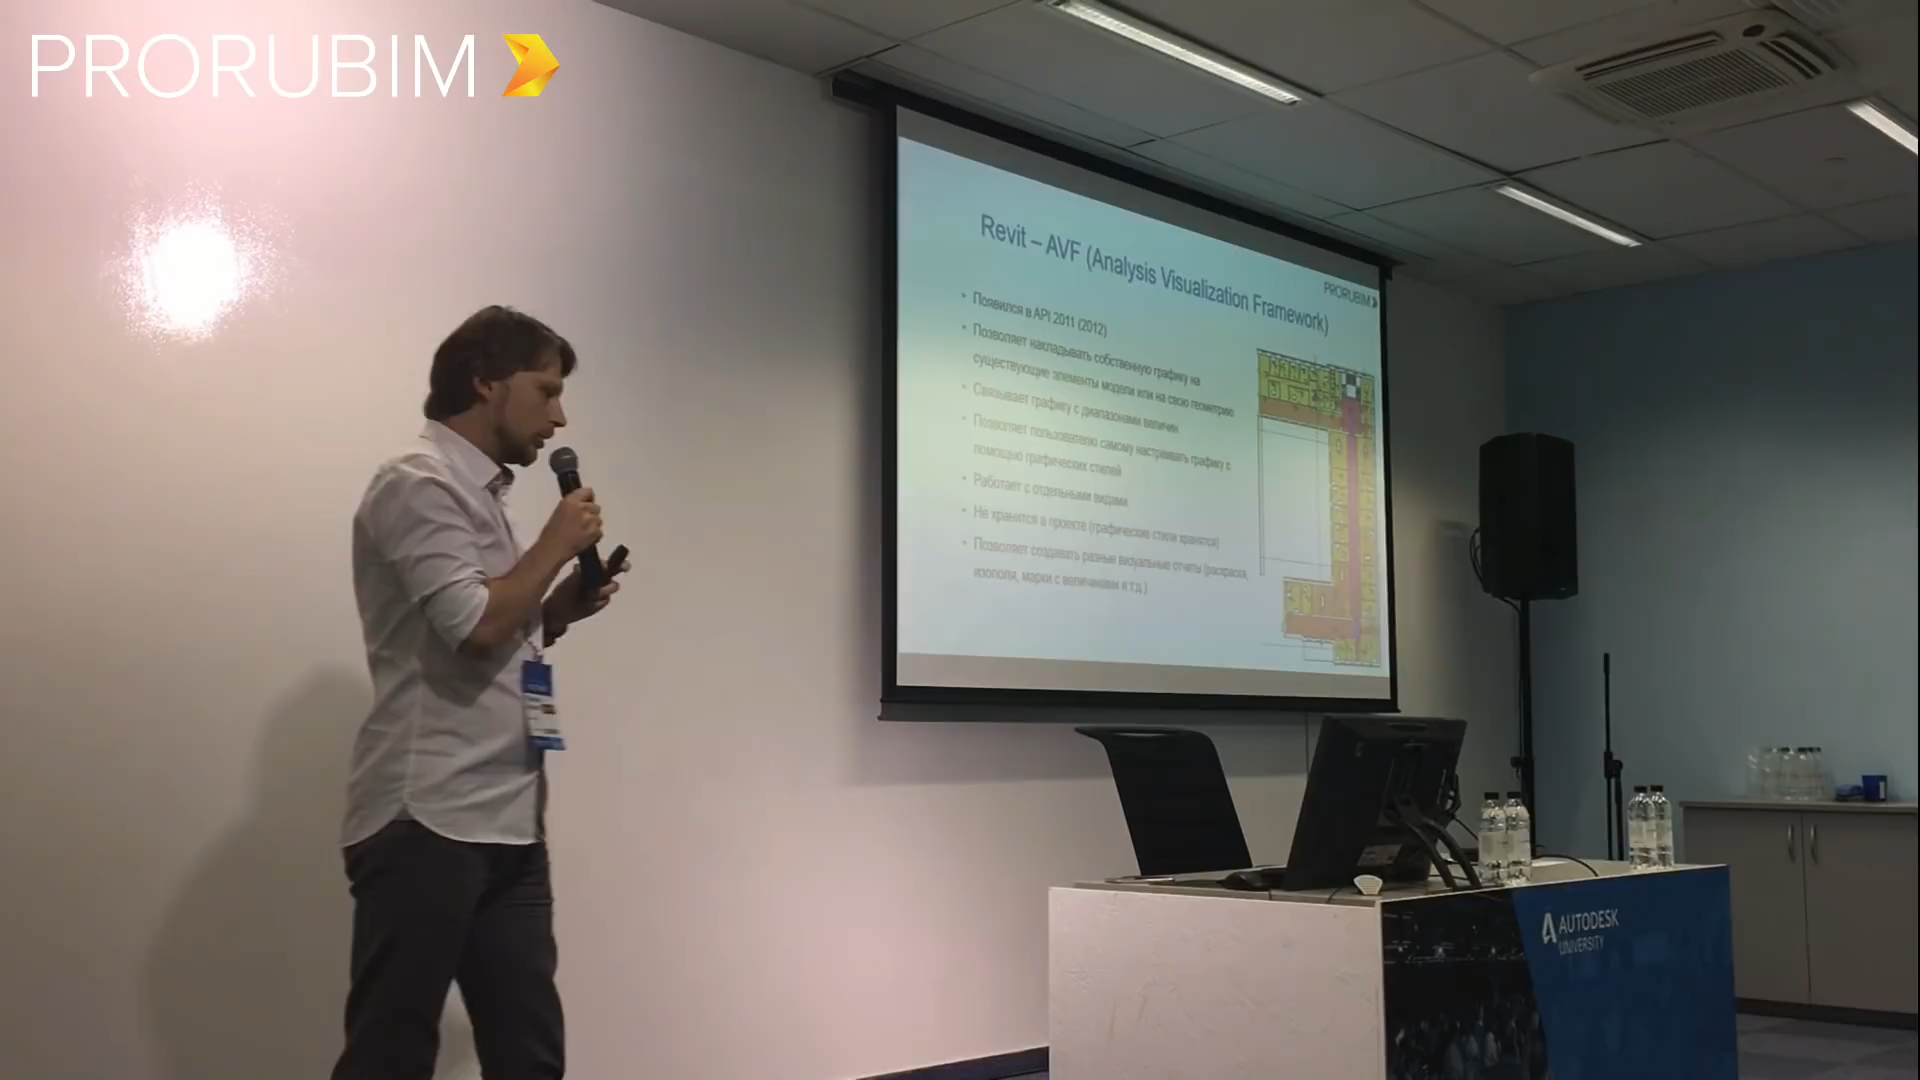 PRORUBIM
Revit – AVF (Analysis Visualization Framework)
PRORUBIM
• Появился в API 2011 (2012)
• Позволяет накладывать собственную графику на
существующие элементы модели или на свою геометрию
• Связывает графику с диапазонами величин
• Позволяет пользователю самому настраивать графику с
помощью графических стилей
• Работает с отдельными видами
• Не хранится в проекте (графические стили хранятся)
• Позволяет создавать разные визуальные отчеты (раскраска,
изополя, марки с величинами и т.д.)
AUTODESK
UNIVERSITY